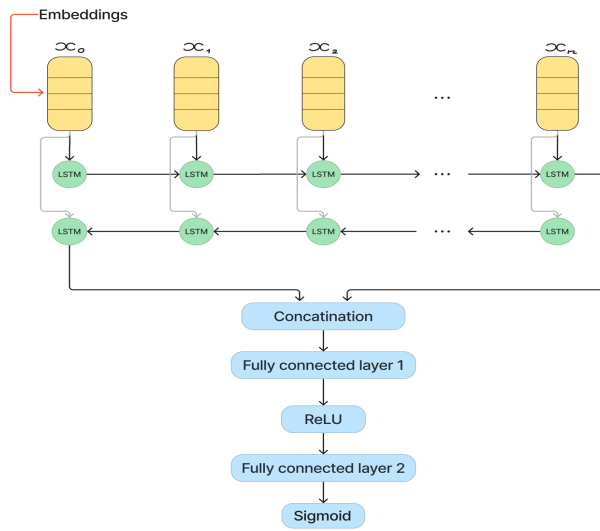 Embeddings
x₀ x₁ x₂ xₙ
...
LSTM LSTM LSTM ... LSTM
LSTM LSTM LSTM ... LSTM
Concatination
Fully connected layer 1
ReLU
Fully connected layer 2
Sigmoid